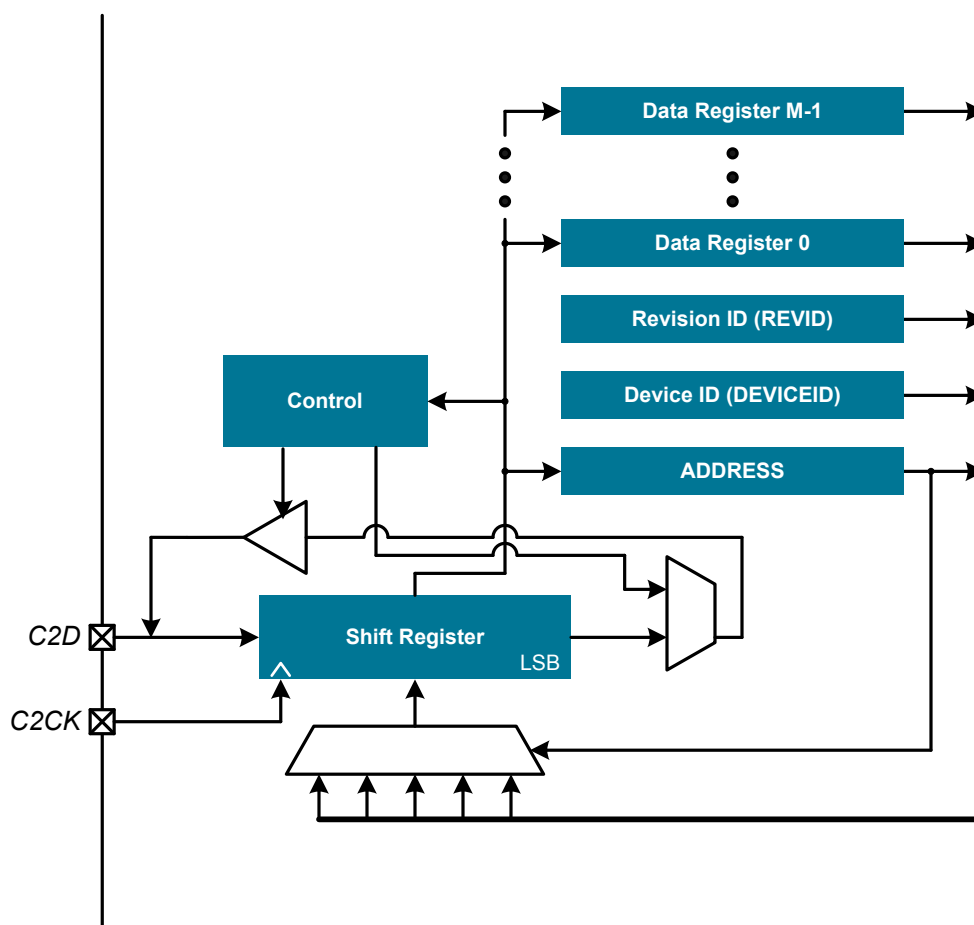 Data Register M-1
Data Register 0
Revision ID (REVID)
Device ID (DEVICEID)
Control
ADDRESS
C2D
Shift Register
LSB
C2CK